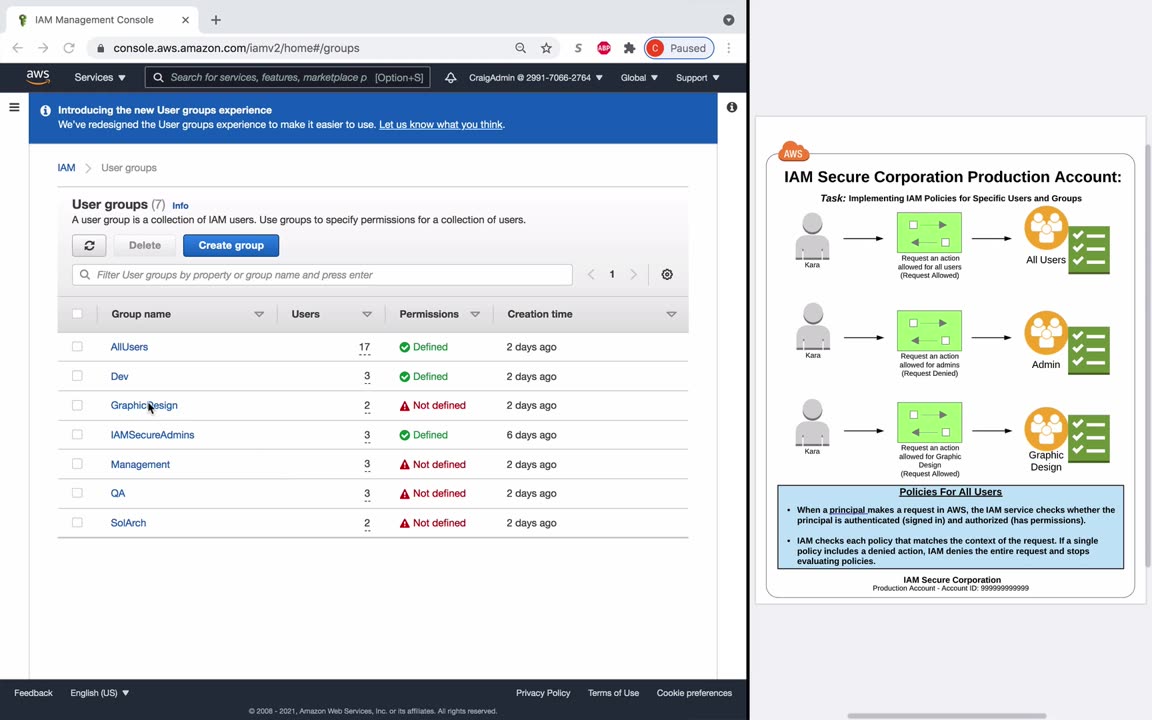 IAM Management Console
console.aws.amazon.com/iamv2/home#/groups
S
ABP
C Paused
aws
Services
Search for services, features, marketplace p [Option+S]
CraigAdmin @ 2991-7066-2764
Global
Support
Introducing the new User groups experience
We've redesigned the User groups experience to make it easier to use. Let us know what you think.
IAM > User groups
User groups (7) Info
A user group is a collection of IAM users. Use groups to specify permissions for a collection of users.
Delete
Create group
Filter User groups by property or group name and press enter
1
Group name Users Permissions Creation time
AllUsers 17 Defined 2 days ago
Dev 3 Defined 2 days ago
GraphicDesign 2 Not defined 2 days ago
IAMSecureAdmins 3 Defined 6 days ago
Management 3 Not defined 2 days ago
QA 3 Not defined 2 days ago
SolArch 2 Not defined 2 days ago
Feedback
English (US)
Privacy Policy
Terms of Use
Cookie preferences
© 2008 - 2021, Amazon Web Services, Inc. or its affiliates. All rights reserved.
AWS
IAM Secure Corporation Production Account:
Task: Implementing IAM Policies for Specific Users and Groups
Kara
Request an action
allowed for all users
(Request Allowed)
All Users
Kara
Request an action
allowed for admins
(Request Denied)
Admin
Kara
Request an action
allowed for Graphic
Design
(Request Allowed)
Graphic
Design
Policies For All Users
• When a principal makes a request in AWS, the IAM service checks whether the
principal is authenticated (signed in) and authorized (has permissions).
• IAM checks each policy that matches the context of the request. If a single
policy includes a denied action, IAM denies the entire request and stops
evaluating policies.
IAM Secure Corporation
Production Account - Account ID: 999999999999